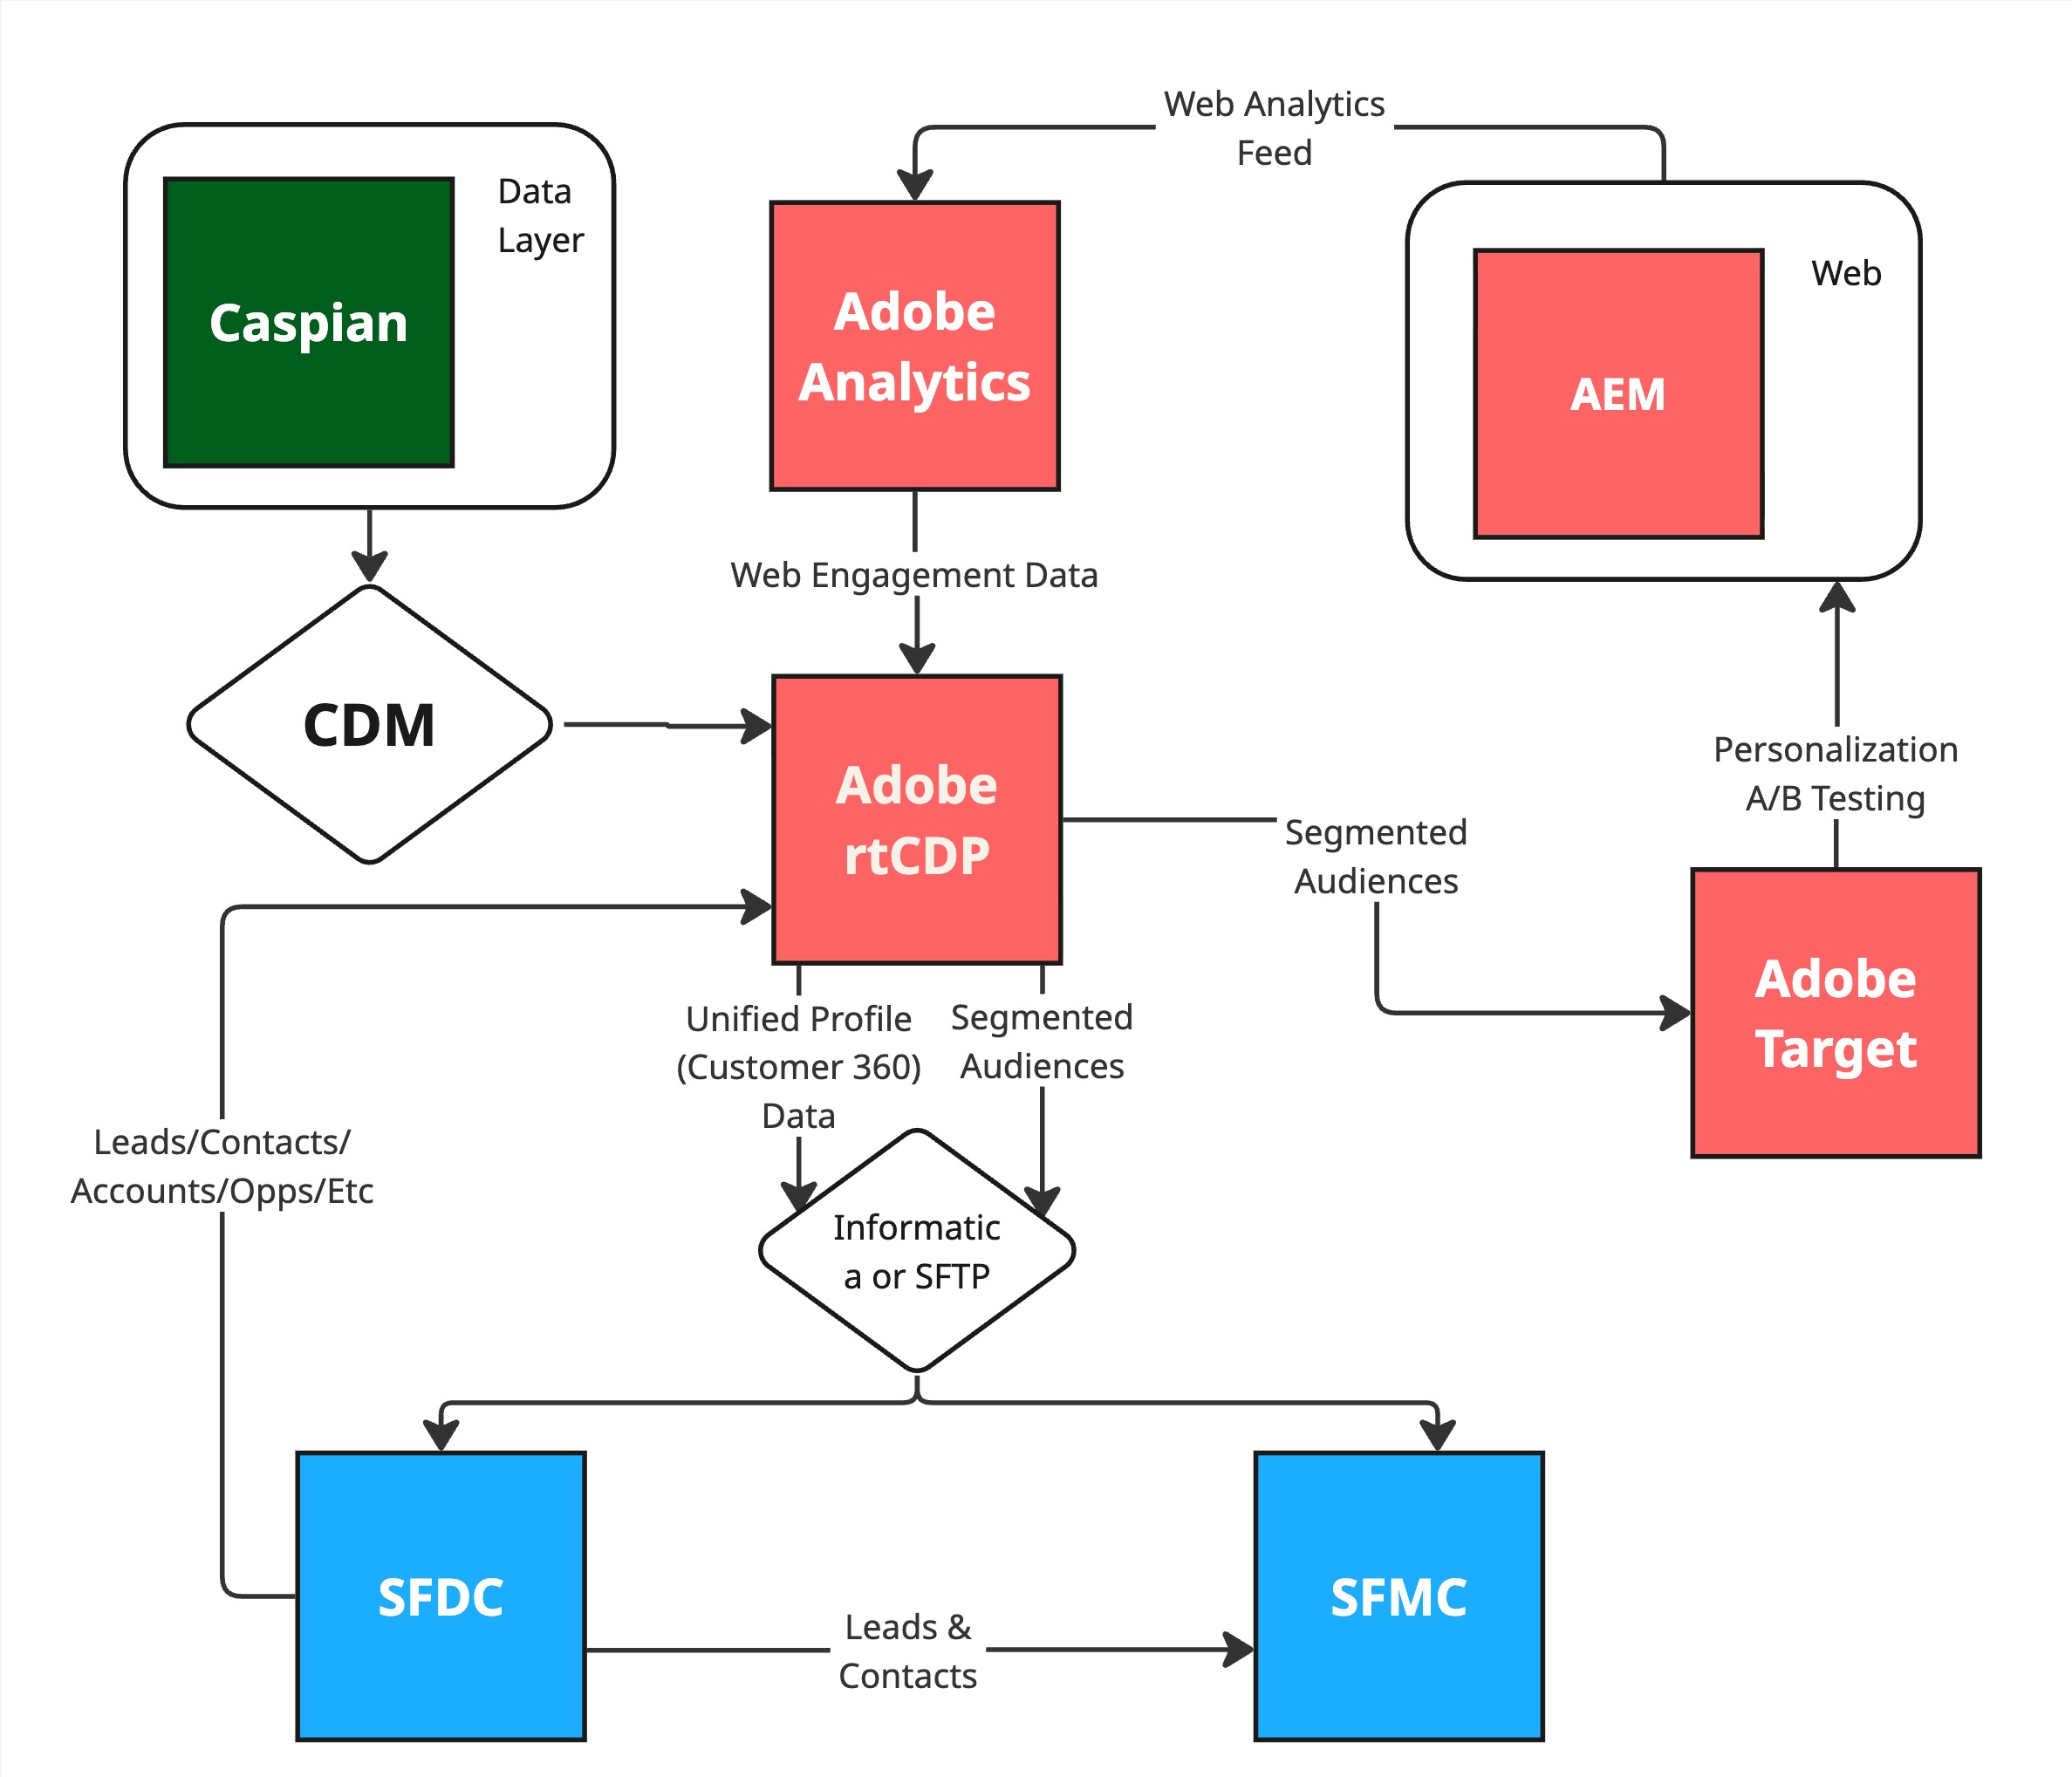 Web Analytics
Feed
Data
Layer
Caspian
Adobe
Analytics
Web
AEM
Web Engagement Data
CDM
Adobe
rtCDP
Personalization
A/B Testing
Segmented
Audiences
Adobe
Target
Unified Profile
(Customer 360)
Data
Segmented
Audiences
Leads/Contacts/
Accounts/Opps/Etc
Informatic
a or SFTP
SFDC
SFMC
Leads &
Contacts